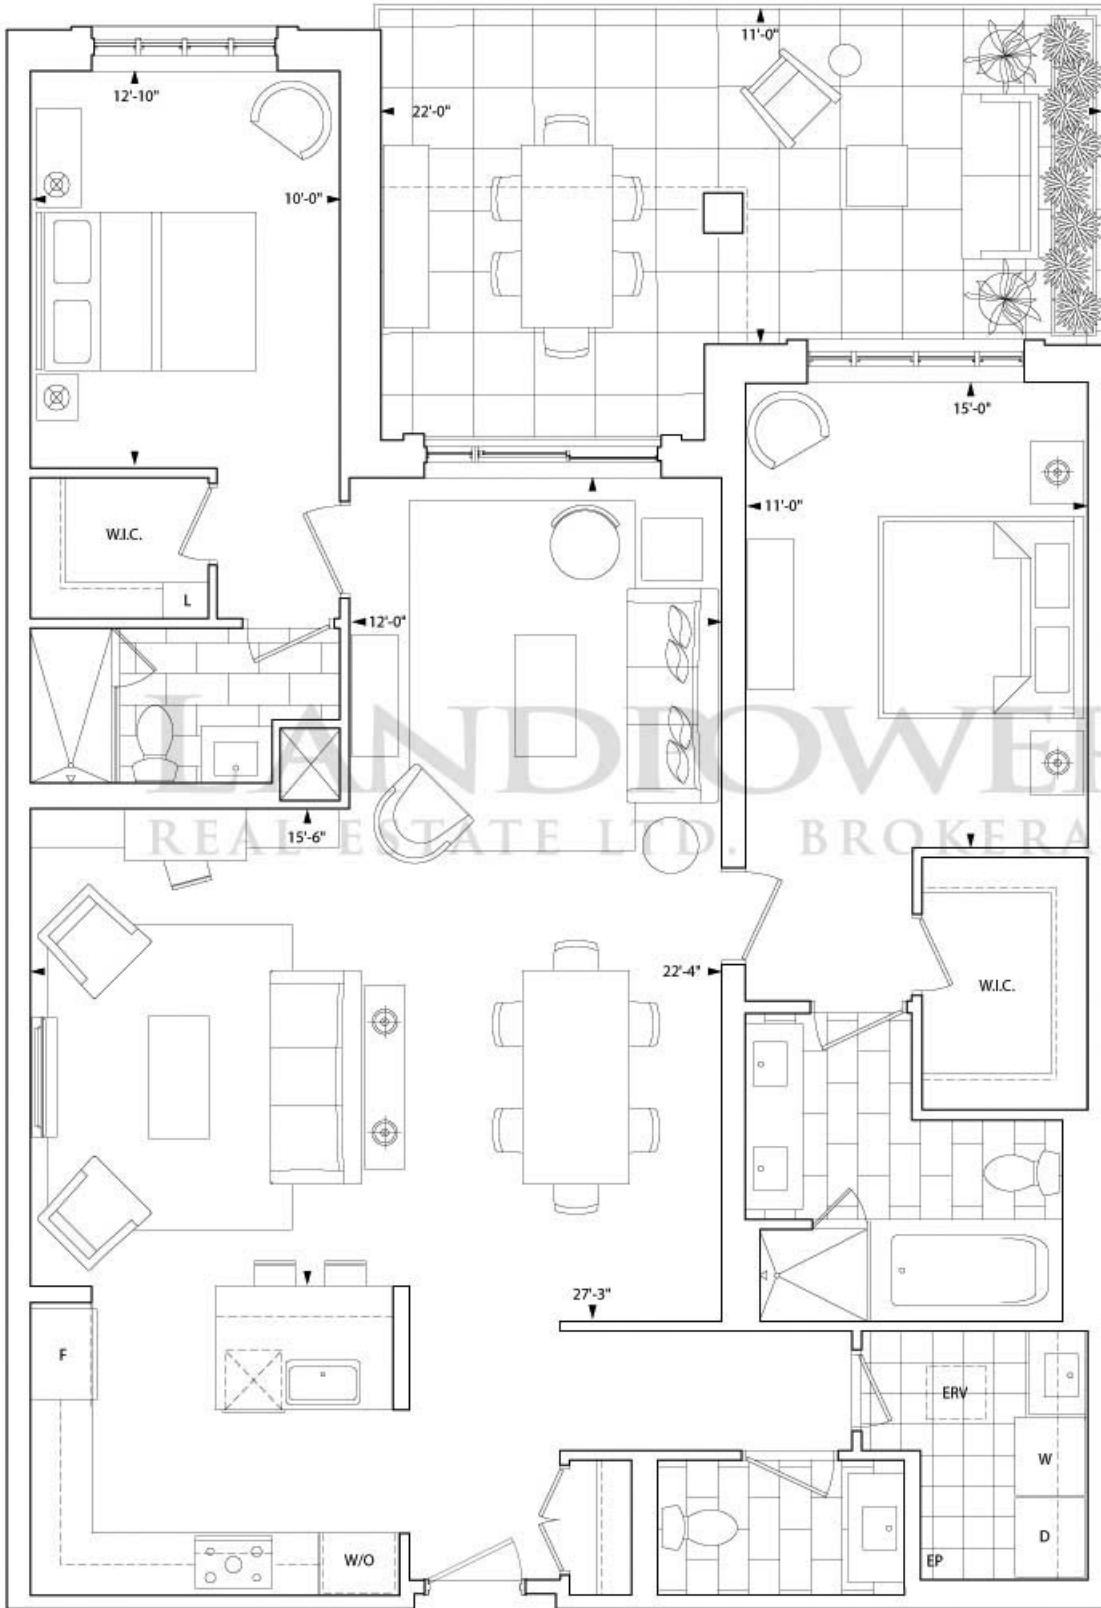 11'-0"
12'-10"
22'-0"
10'-0"
15'-0"
11'-0"
W.I.C.
L
12'-0"
LANDPOWER
15'-6"
REAL ESTATE LTD. BROKERA
22'-4"
W.I.C.
27'-3"
F
ERV
W
W/O
D
EP